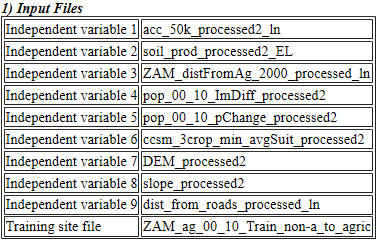 1) Input Files
Independent variable 1 acc_50k_processed2_ln
Independent variable 2 soil_prod_processed2_EL
Independent variable 3 ZAM_distFromAg_2000_processed_ln
Independent variable 4 pop_00_10_ImDiff_processed2
Independent variable 5 pop_00_10_pChange_processed2
Independent variable 6 ccsm_3crop_min_avgSuit_processed2
Independent variable 7 DEM_processed2
Independent variable 8 slope_processed2
Independent variable 9 dist_from_roads_processed_ln
Training site file ZAM_ag_00_10_Train_non-a_to_agric